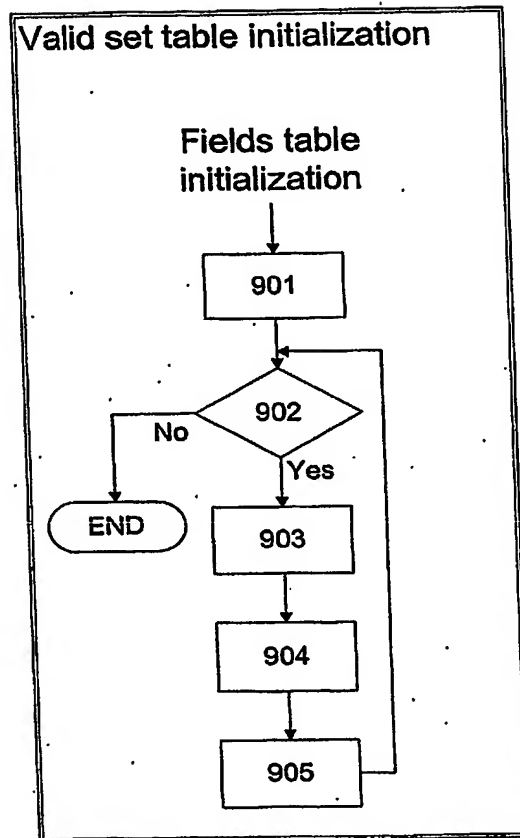 Valid set table initialization
Fields table
initialization
901
902
No
Yes
END
903
904
905